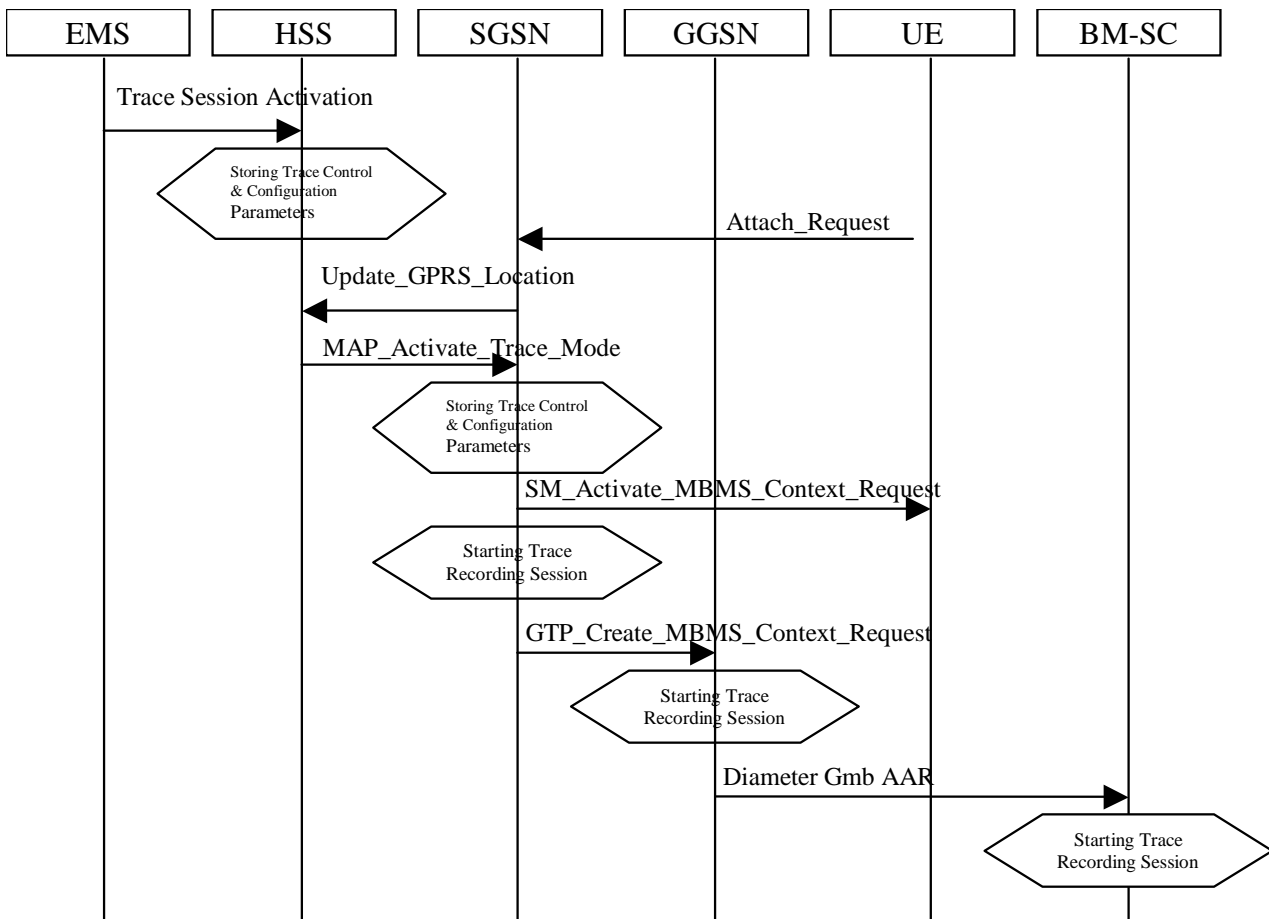 EMS HSS SGSN GGSN UE BM-SC
Trace Session Activation
Storing Trace Control
& Configuration
Parameters
Attach_Request
Update_GPRS_Location
MAP_Activate_Trace_Mode
Storing Trace Control
& Configuration
Parameters
SM_Activate_MBMS_Context_Request
Starting Trace
Recording Session
GTP_Create_MBMS_Context_Request
Starting Trace
Recording Session
Diameter Gmb AAR
Starting Trace
Recording Session